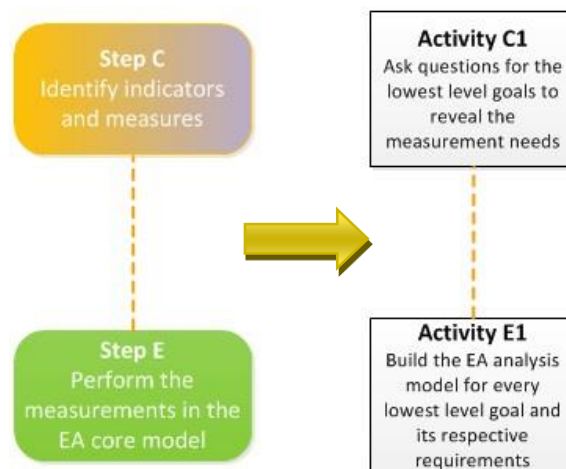 Step C
Identify indicators
and measures
Activity C1
Ask questions for the
lowest level goals to
reveal the
measurement needs
Step E
Perform the
measurements in the
EA core model
Activity E1
Build the EA analysis
model for every
lowest level goal and
its respective
requirements